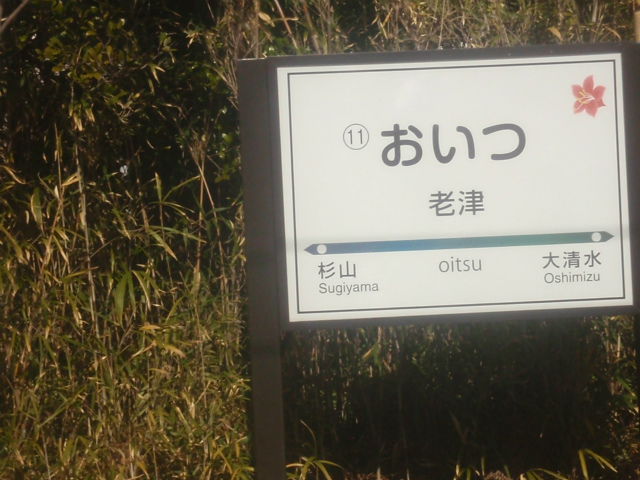 ⑪ おいつ
老津
杉山 oitsu 大清水
Sugiyama Oshimizu